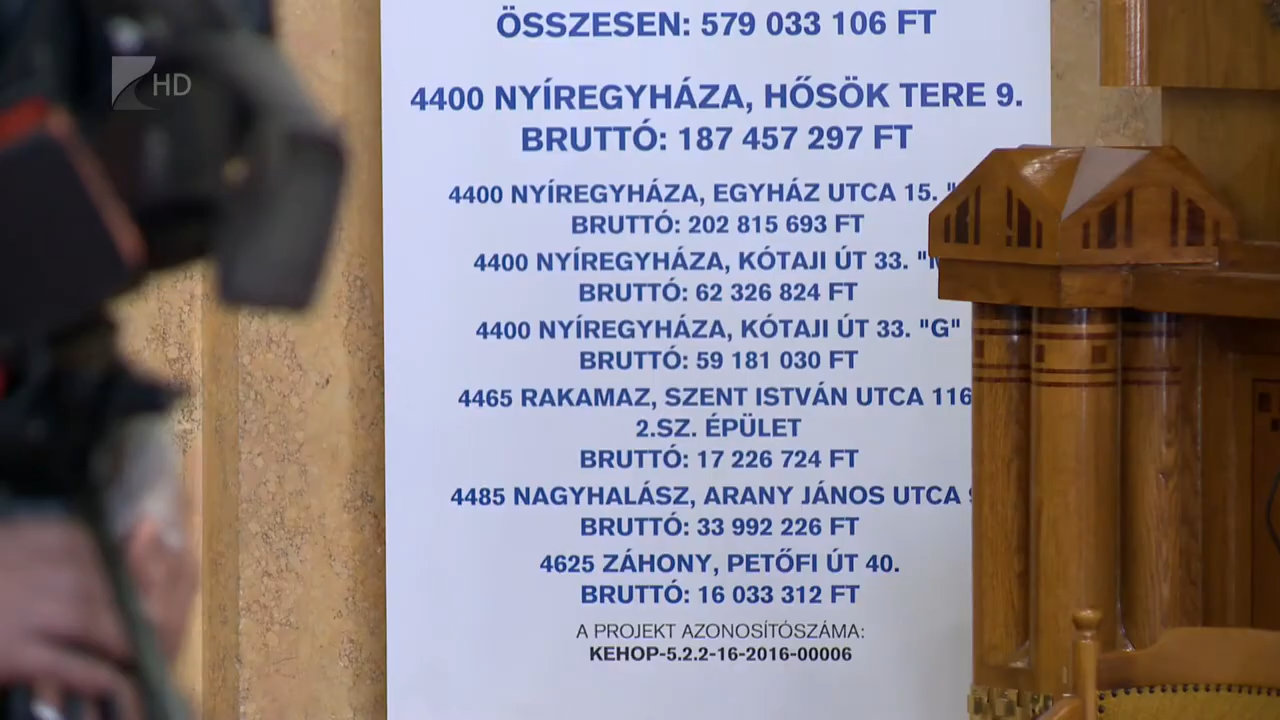 HD
ÖSSZESEN: 579 033 106 FT
4400 NYÍREGYHÁZA, HŐSÖK TERE 9.
BRUTTÓ: 187 457 297 FT
4400 NYÍREGYHÁZA, EGYHÁZ UTCA 15. "
BRUTTÓ: 202 815 693 FT
4400 NYÍREGYHÁZA, KÓTAJI ÚT 33.
BRUTTÓ: 62 326 824 FT
4400 NYÍREGYHÁZA, KÓTAJI ÚT 33. "G"
BRUTTÓ: 59 181 030 FT
4465 RAKAMAZ, SZENT ISTVÁN UTCA 116
2.SZ. ÉPÜLET
BRUTTÓ: 17 226 724 FT
4485 NAGYHALÁSZ, ARANY JÁNOS UTCA
BRUTTÓ: 33 992 226 FT
4625 ZÁHONY, PETŐFI ÚT 40.
BRUTTÓ: 16 033 312 FT
A PROJEKT AZONOSÍTÓSZÁMA:
KEHOP-5.2.2-16-2016-00006